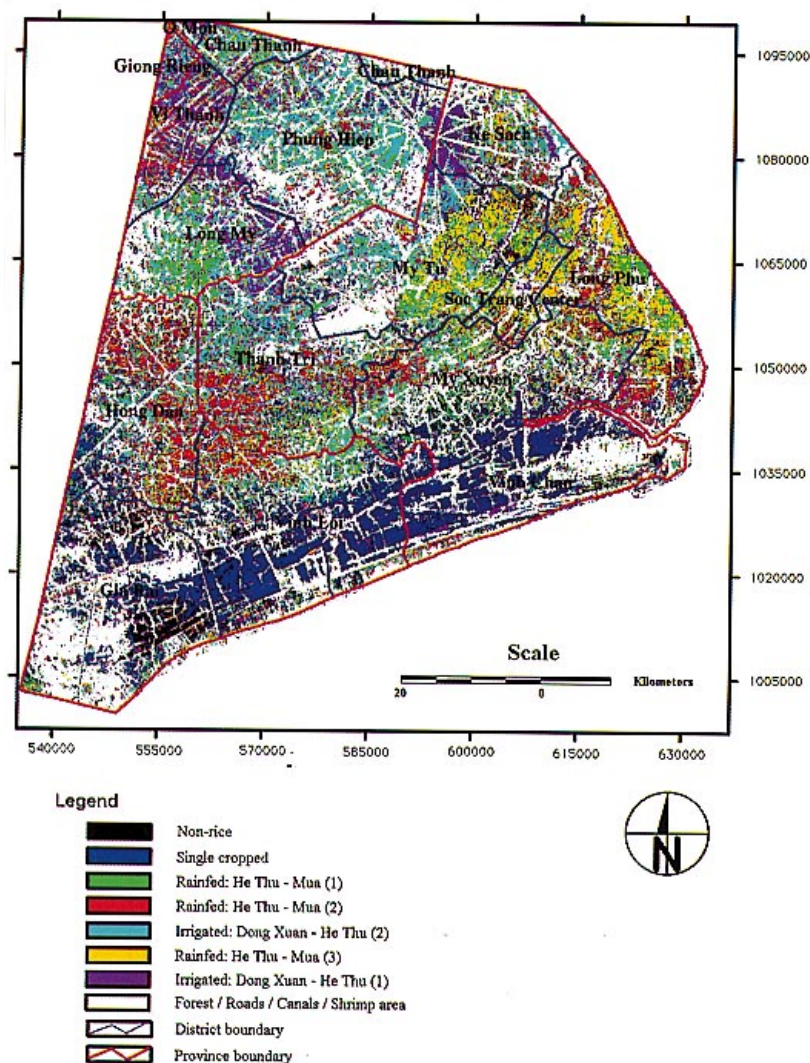 O Mon
Chau Thanh
Giong Rieng
Chau Thanh
Vi Thanh
Phung Hiep
Ke Sach
Long My
My Tu
Long Phu
Soc Trang Center
Thanh Tri
My Xuyen
Hong Dan
Vinh Chau
Vinh Loi
Gia Rai
1095000
1080000
1065000
1050000
1035000
1020000
1005000
Scale
20 0 Kilometers
540000 555000 570000 585000 600000 615000 630000
Legend
N
Non-rice
Single cropped
Rainfed: He Thu - Mua (1)
Rainfed: He Thu - Mua (2)
Irrigated: Dong Xuan - He Thu (2)
Rainfed: He Thu - Mua (3)
Irrigated: Dong Xuan - He Thu (1)
Forest / Roads / Canals / Shrimp area
District boundary
Province boundary